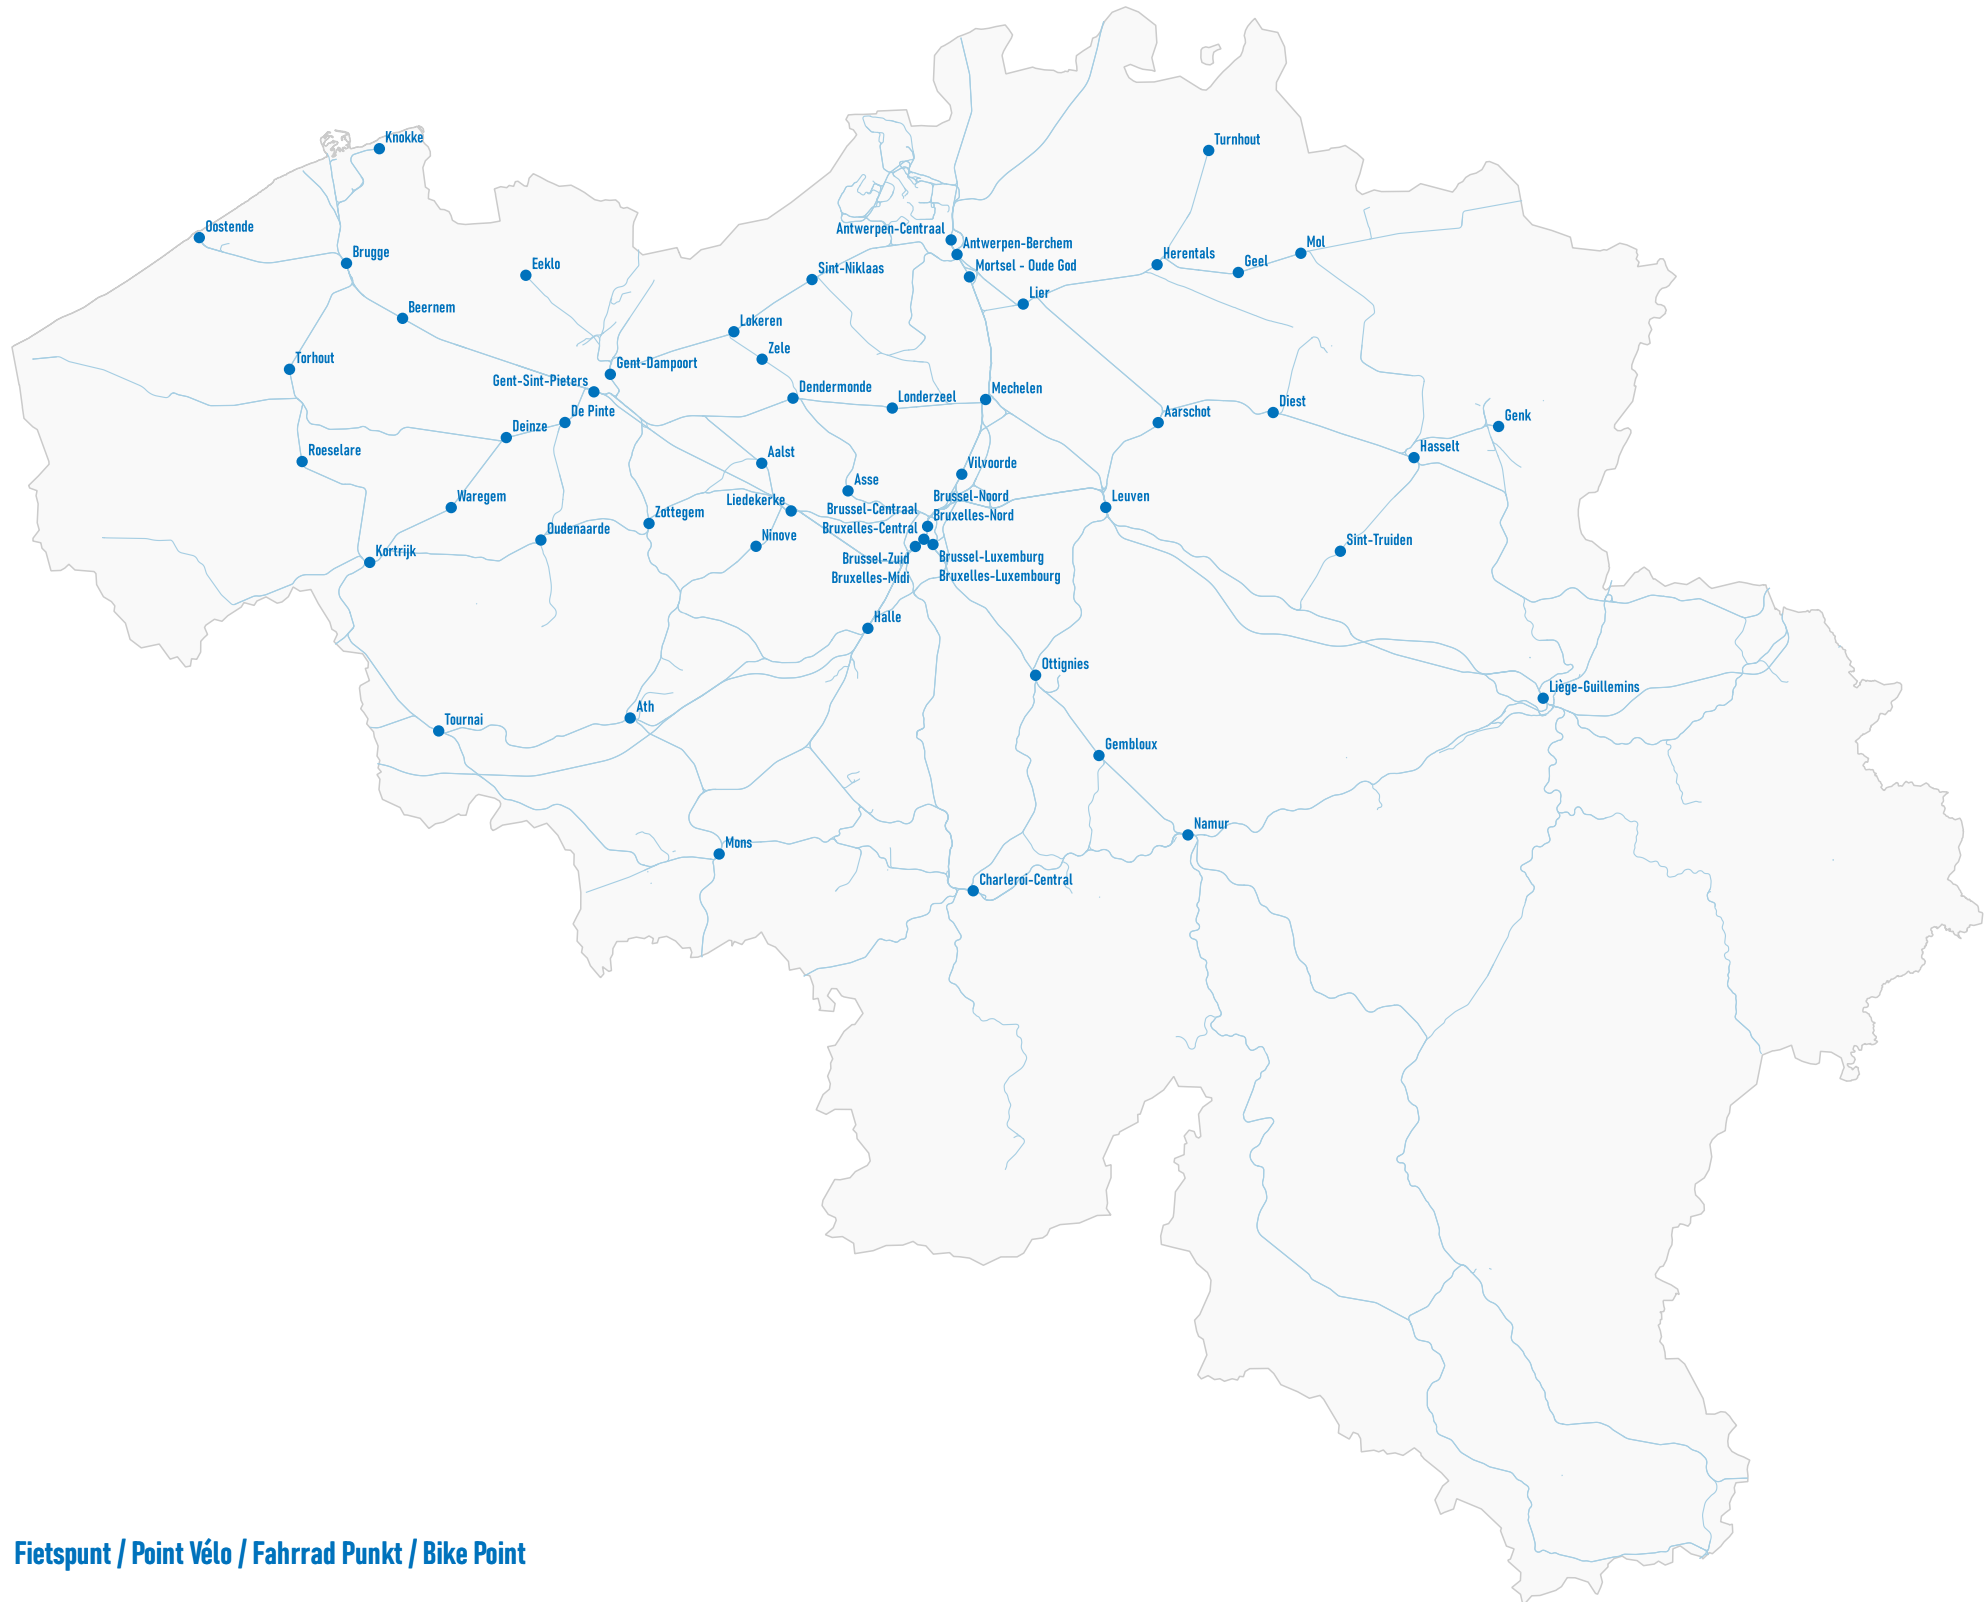 Knokke
Turnhout
Oostende
Antwerpen-Centraal
Antwerpen-Berchem
Mol
Brugge
Herentals
Geel
Eeklo
Sint-Niklaas
Mortsel - Oude God
Lier
Beernem
Lokeren
Zele
Torhout
Gent-Dampoort
Gent-Sint-Pieters
Dendermonde
Mechelen
Londerzeel
De Pinte
Aarschot
Diest
Genk
Deinze
Roeselare
Aalst
Hasselt
Vilvoorde
Asse
Waregem
Liedekerke
Brussel-Noord
Bruxelles-Nord
Leuven
Brussel-Centraal
Bruxelles-Central
Zottegem
Oudenaarde
Ninove
Sint-Truiden
Kortrijk
Brussel-Zuid
Bruxelles-Midi
Brussel-Luxemburg
Bruxelles-Luxembourg
Halle
Ottignies
Liège-Guillemins
Ath
Tournai
Gembloux
Namur
Mons
Charleroi-Central
Fietspunt / Point Vélo / Fahrrad Punkt / Bike Point